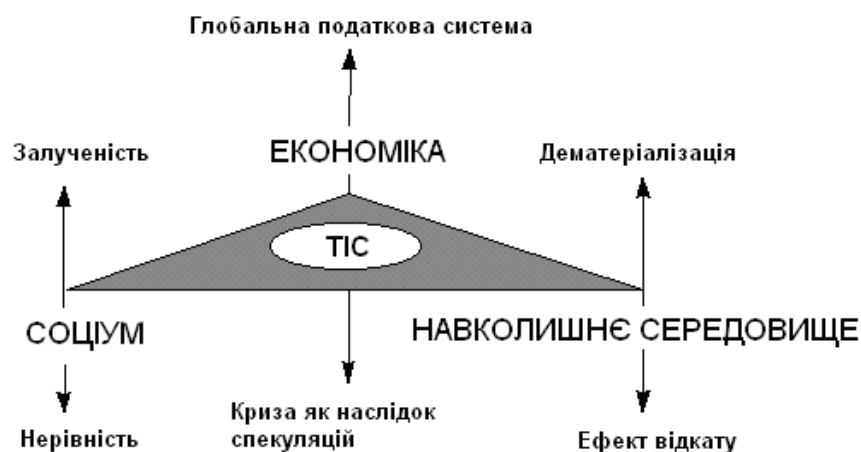 Глобальна податкова система
Залученість
ЕКОНОМІКА
Дематеріалізація
ТІС
СОЦІУМ
НАВКОЛИШНЄ СЕРЕДОВИЩЕ
Нерівність
Криза як наслідок
спекуляцій
Ефект відкату